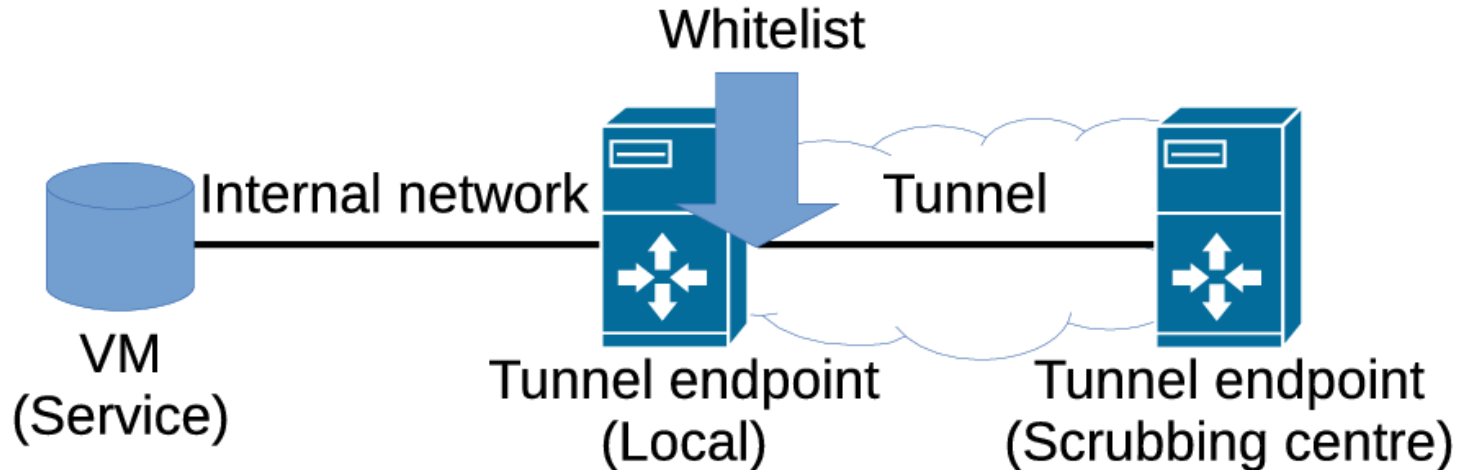 Whitelist
Internal network
Tunnel
VM
(Service)
Tunnel endpoint
(Local)
Tunnel endpoint
(Scrubbing centre)